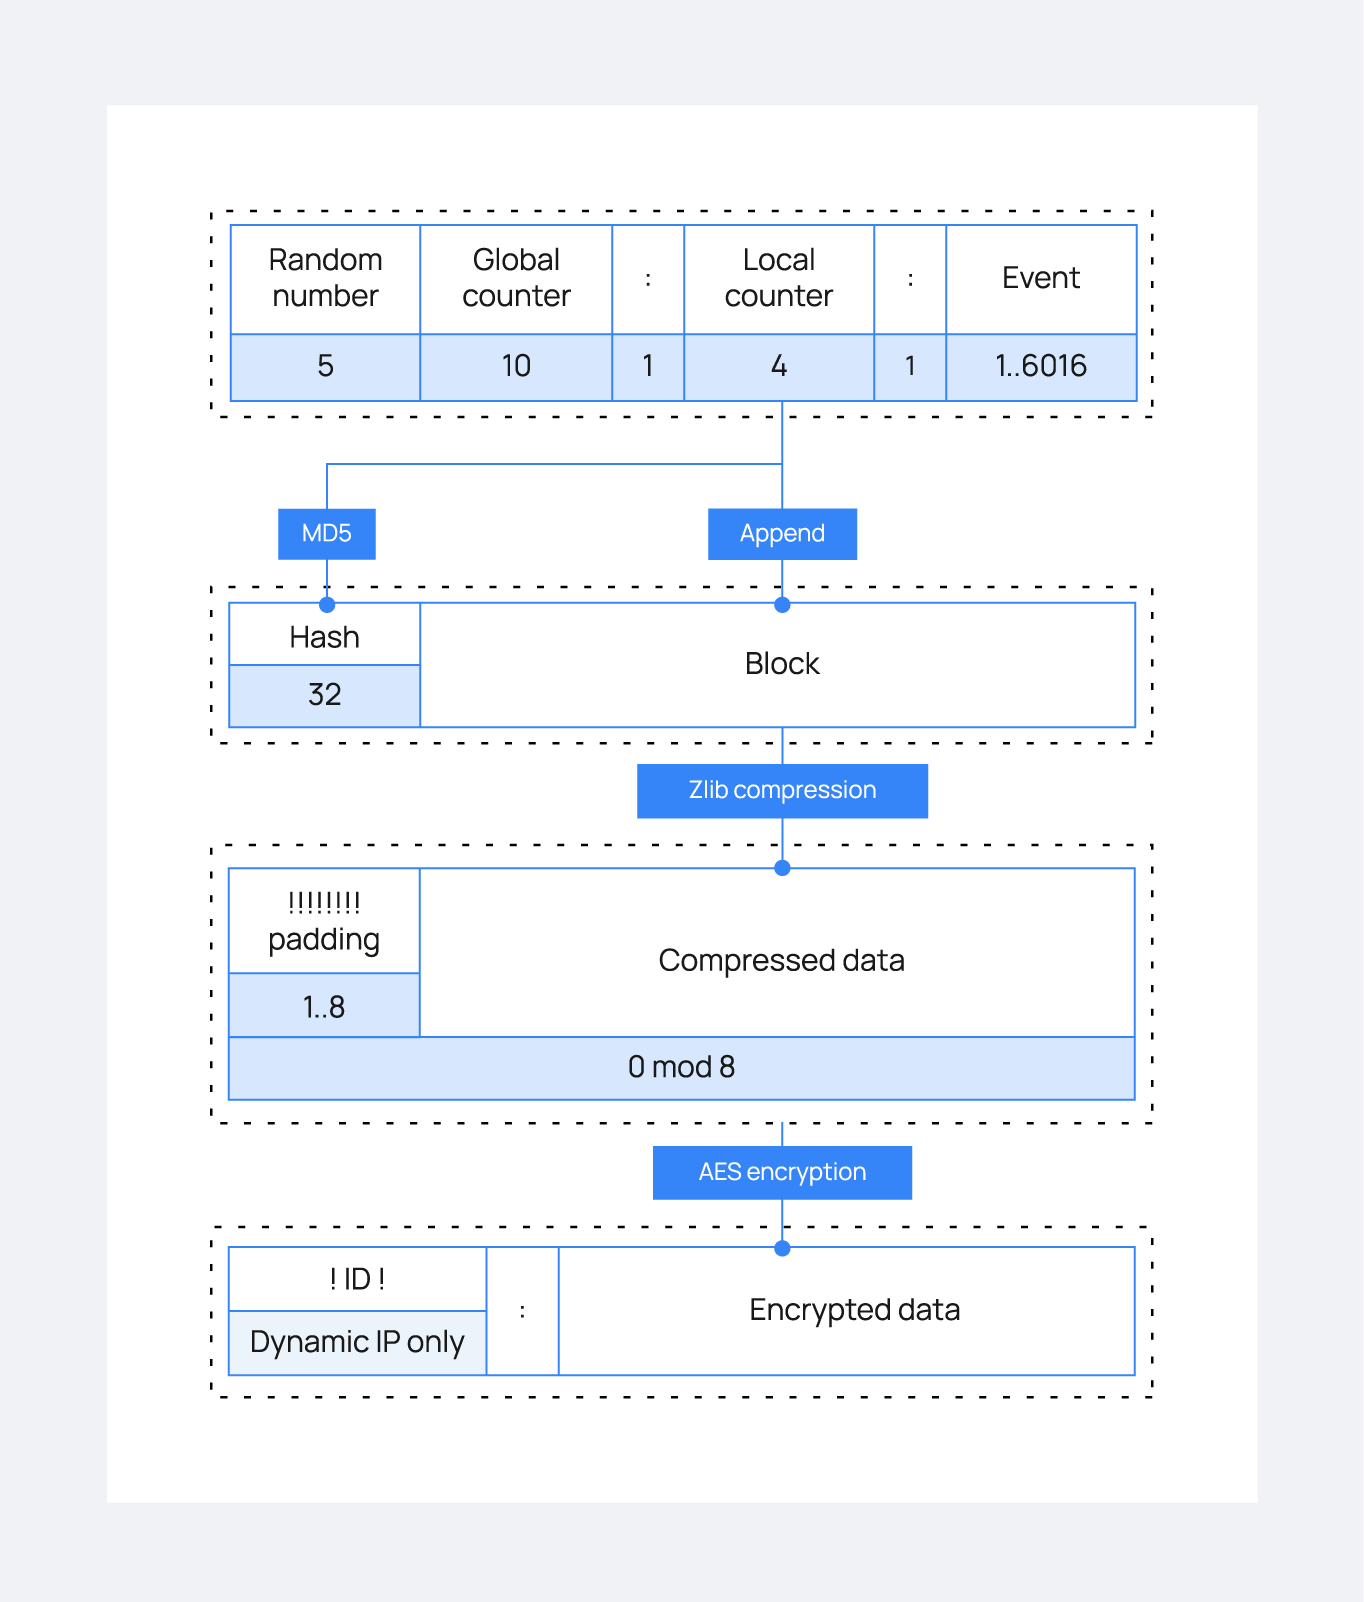 Random
number
Global
counter
:
Local
counter
:
Event
5
10
1
4
1
1..6016
MD5
Append
Hash
32
Block
Zlib compression
!!!!!!!!
padding
1..8
Compressed data
0 mod 8
AES encryption
! ID !
Dynamic IP only
:
Encrypted data